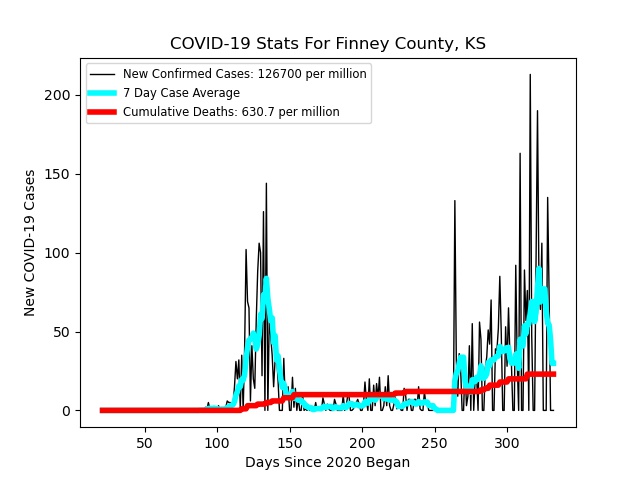 COVID-19 Stats For Finney County, KS
New Confirmed Cases: 126700 per million
7 Day Case Average
Cumulative Deaths: 630.7 per million
New COVID-19 Cases
200
150
100
50
0
50 100 150 200 250 300
Days Since 2020 Began